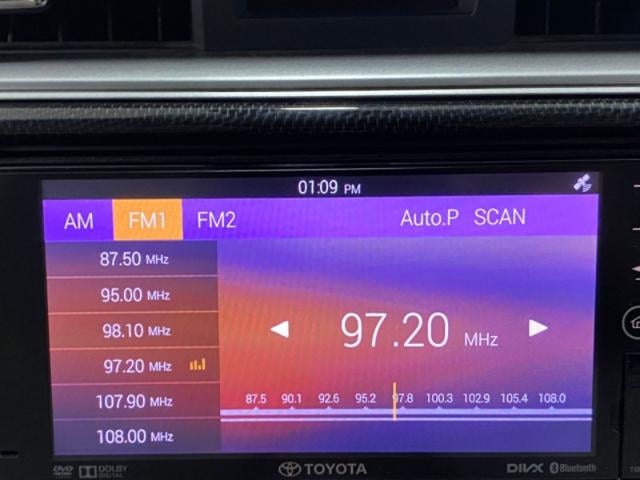 01:09 PM
AM FM1 FM2 Auto.P SCAN
87.50 MHz
95.00 MHz
98.10 MHz
97.20 MHz
107.90 MHz
108.00 MHz
97.20 MHz
87.5 90.1 92.6 95.2 97.8 100.3 102.9 105.4 108.0
DVD DOLBY DIGITAL TOYOTA DIVX Bluetooth